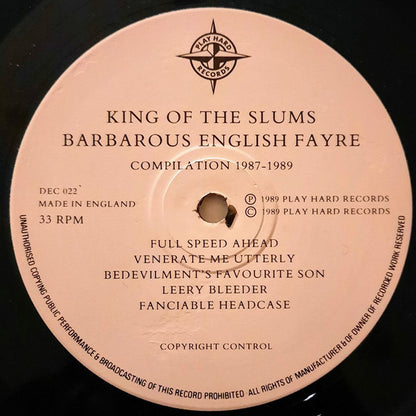 PLAY HARD
RECORDS
KING OF THE SLUMS
BARBAROUS ENGLISH FAYRE
COMPILATION 1987-1989
DEC 022
MADE IN ENGLAND
33 RPM
Ⓟ 1989 PLAY HARD RECORDS
© 1989 PLAY HARD RECORDS
FULL SPEED AHEAD
VENERATE ME UTTERLY
BEDEVILMENT'S FAVOURITE SON
LEERY BLEEDER
FANCIABLE HEADCASE
COPYRIGHT CONTROL
UNAUTHORISED COPYING PUBLIC PERFORMANCE & BROADCASTING OF THIS RECORD PROHIBITED · ALL RIGHTS OF MANUFACTURER & OF OWNER OF RECORDED WORK RESERVED